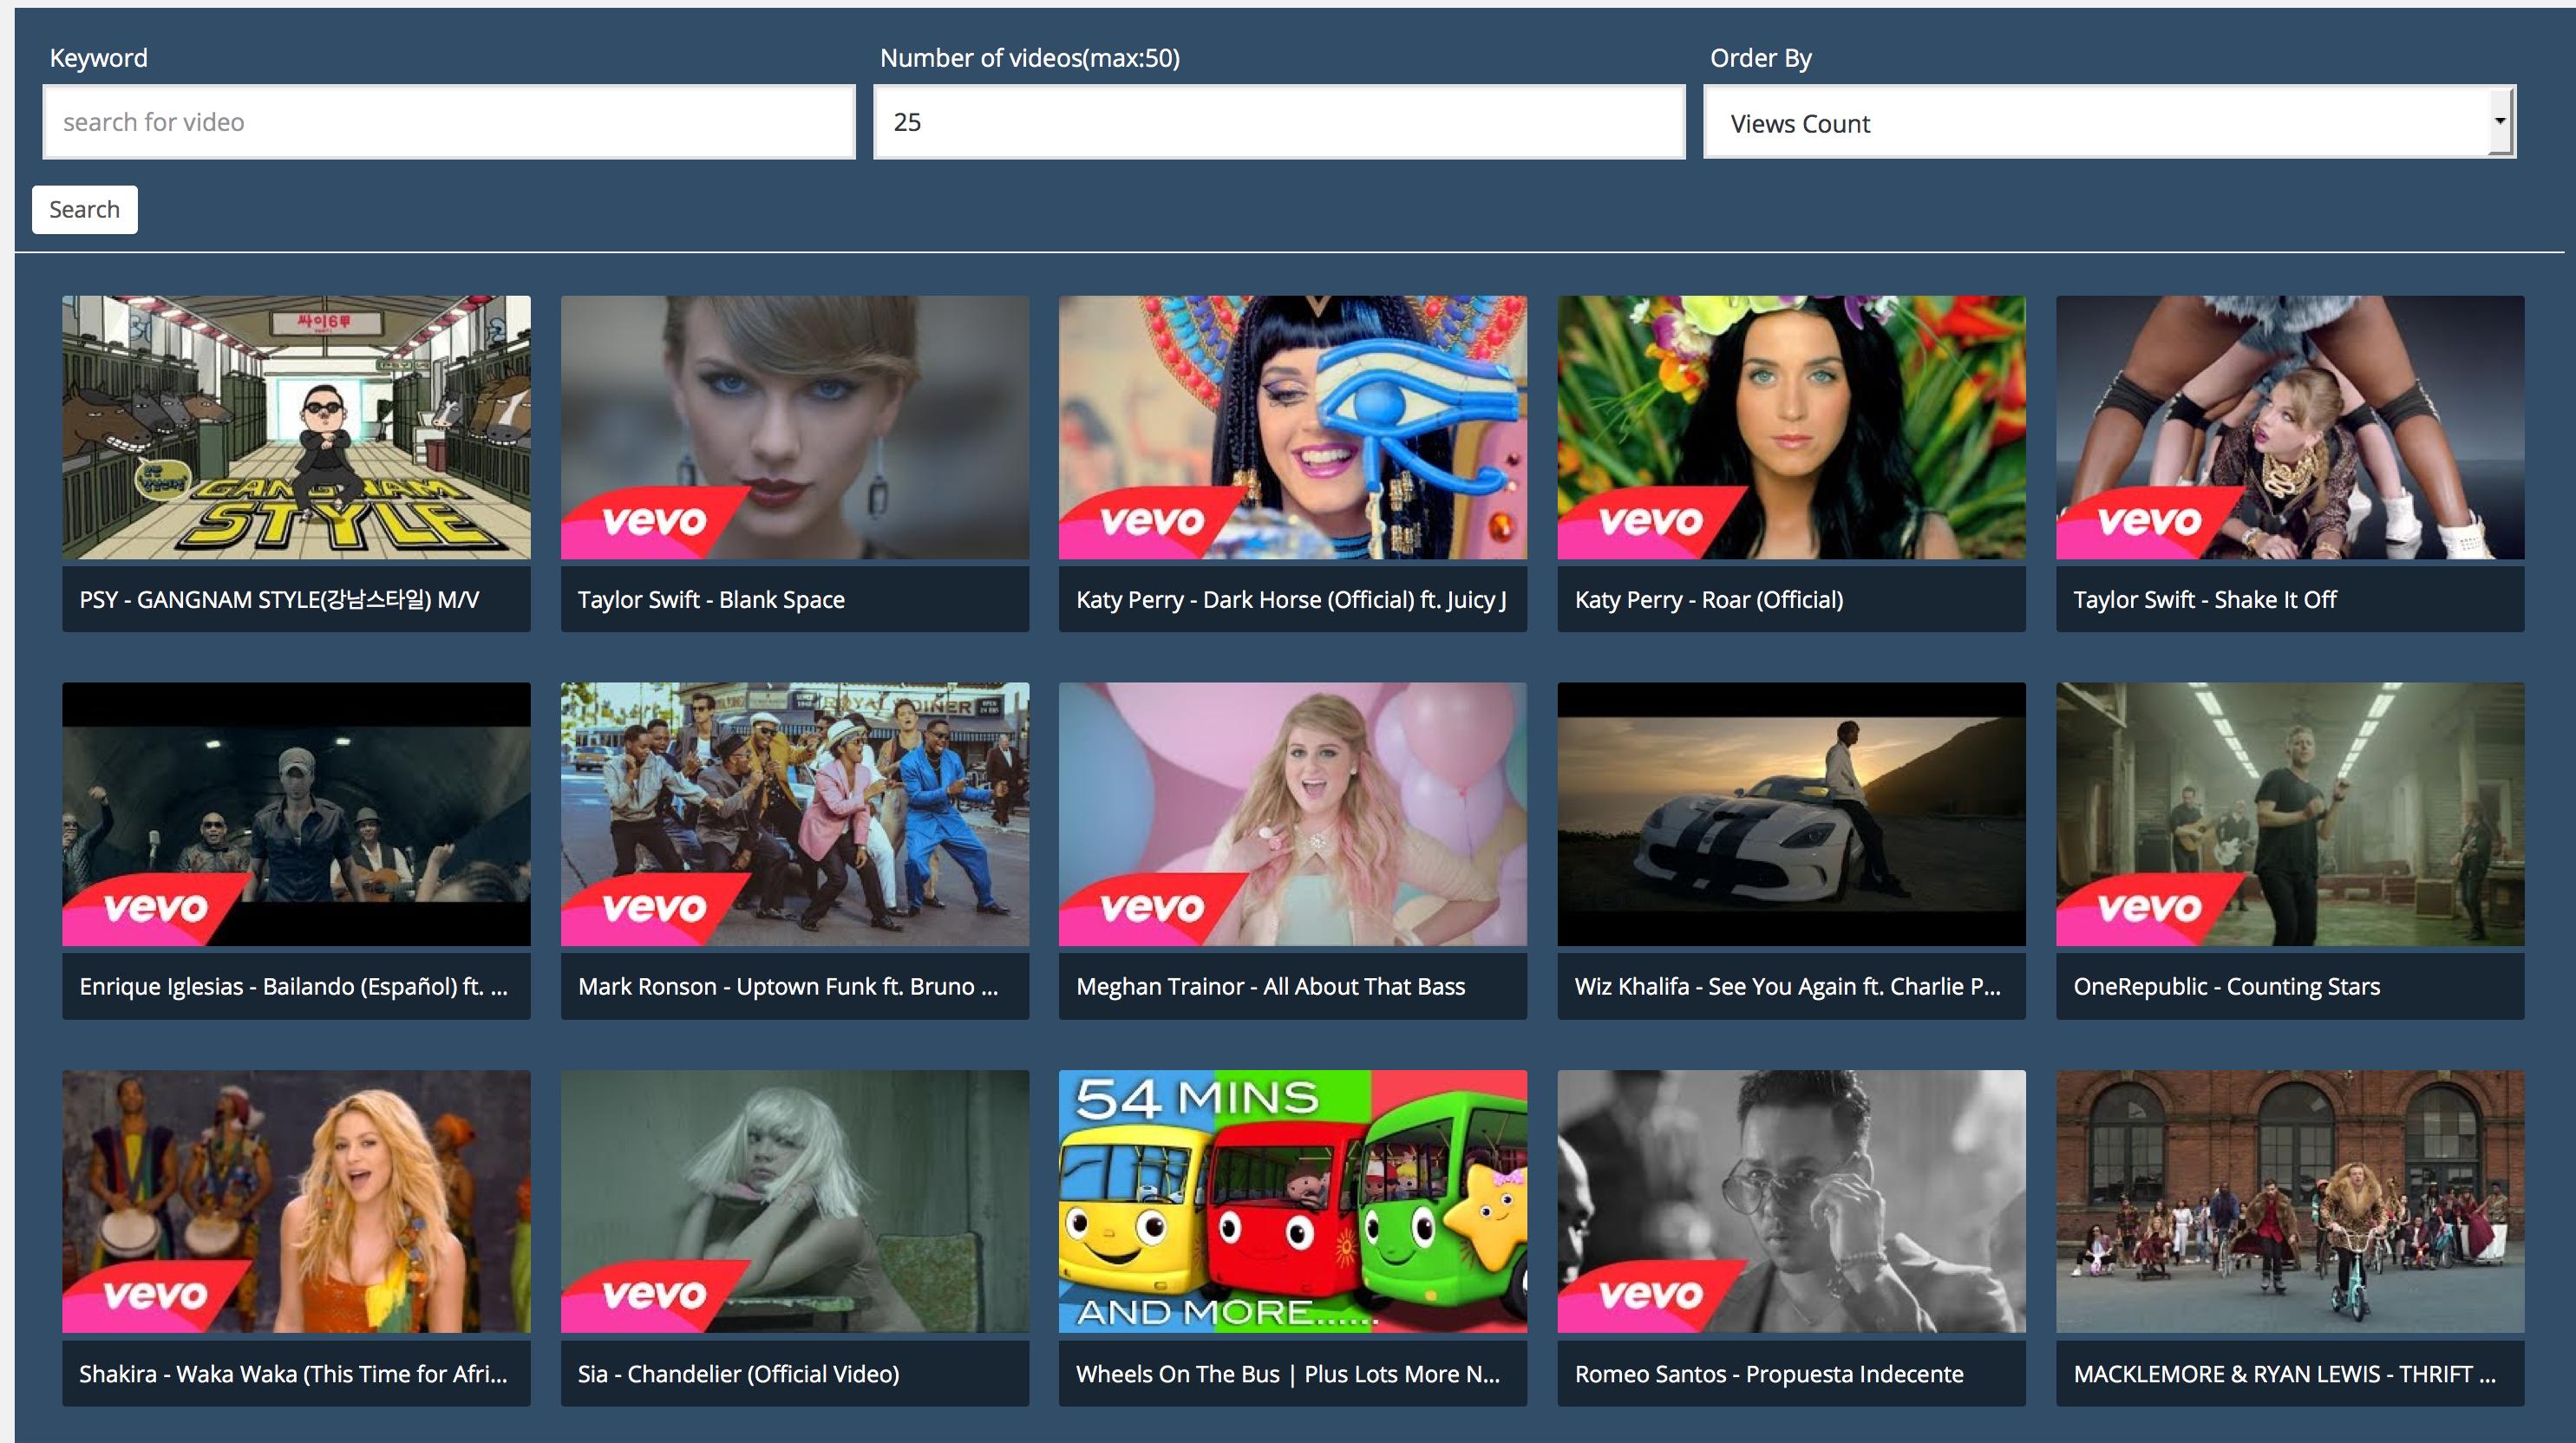 Keyword
Number of videos(max:50)
Order By
search for video
25
Views Count
Search
싸이6甲
GANGNAM
STYLE
vevo
vevo
vevo
vevo
PSY - GANGNAM STYLE(강남스타일) M/V
Taylor Swift - Blank Space
Katy Perry - Dark Horse (Official) ft. Juicy J
Katy Perry - Roar (Official)
Taylor Swift - Shake It Off
DINER
vevo
vevo
vevo
vevo
Enrique Iglesias - Bailando (Español) ft. ...
Mark Ronson - Uptown Funk ft. Bruno ...
Meghan Trainor - All About That Bass
Wiz Khalifa - See You Again ft. Charlie P...
OneRepublic - Counting Stars
54 MINS
AND MORE......
vevo
vevo
vevo
Shakira - Waka Waka (This Time for Afri...
Sia - Chandelier (Official Video)
Wheels On The Bus | Plus Lots More N...
Romeo Santos - Propuesta Indecente
MACKLEMORE & RYAN LEWIS - THRIFT ...